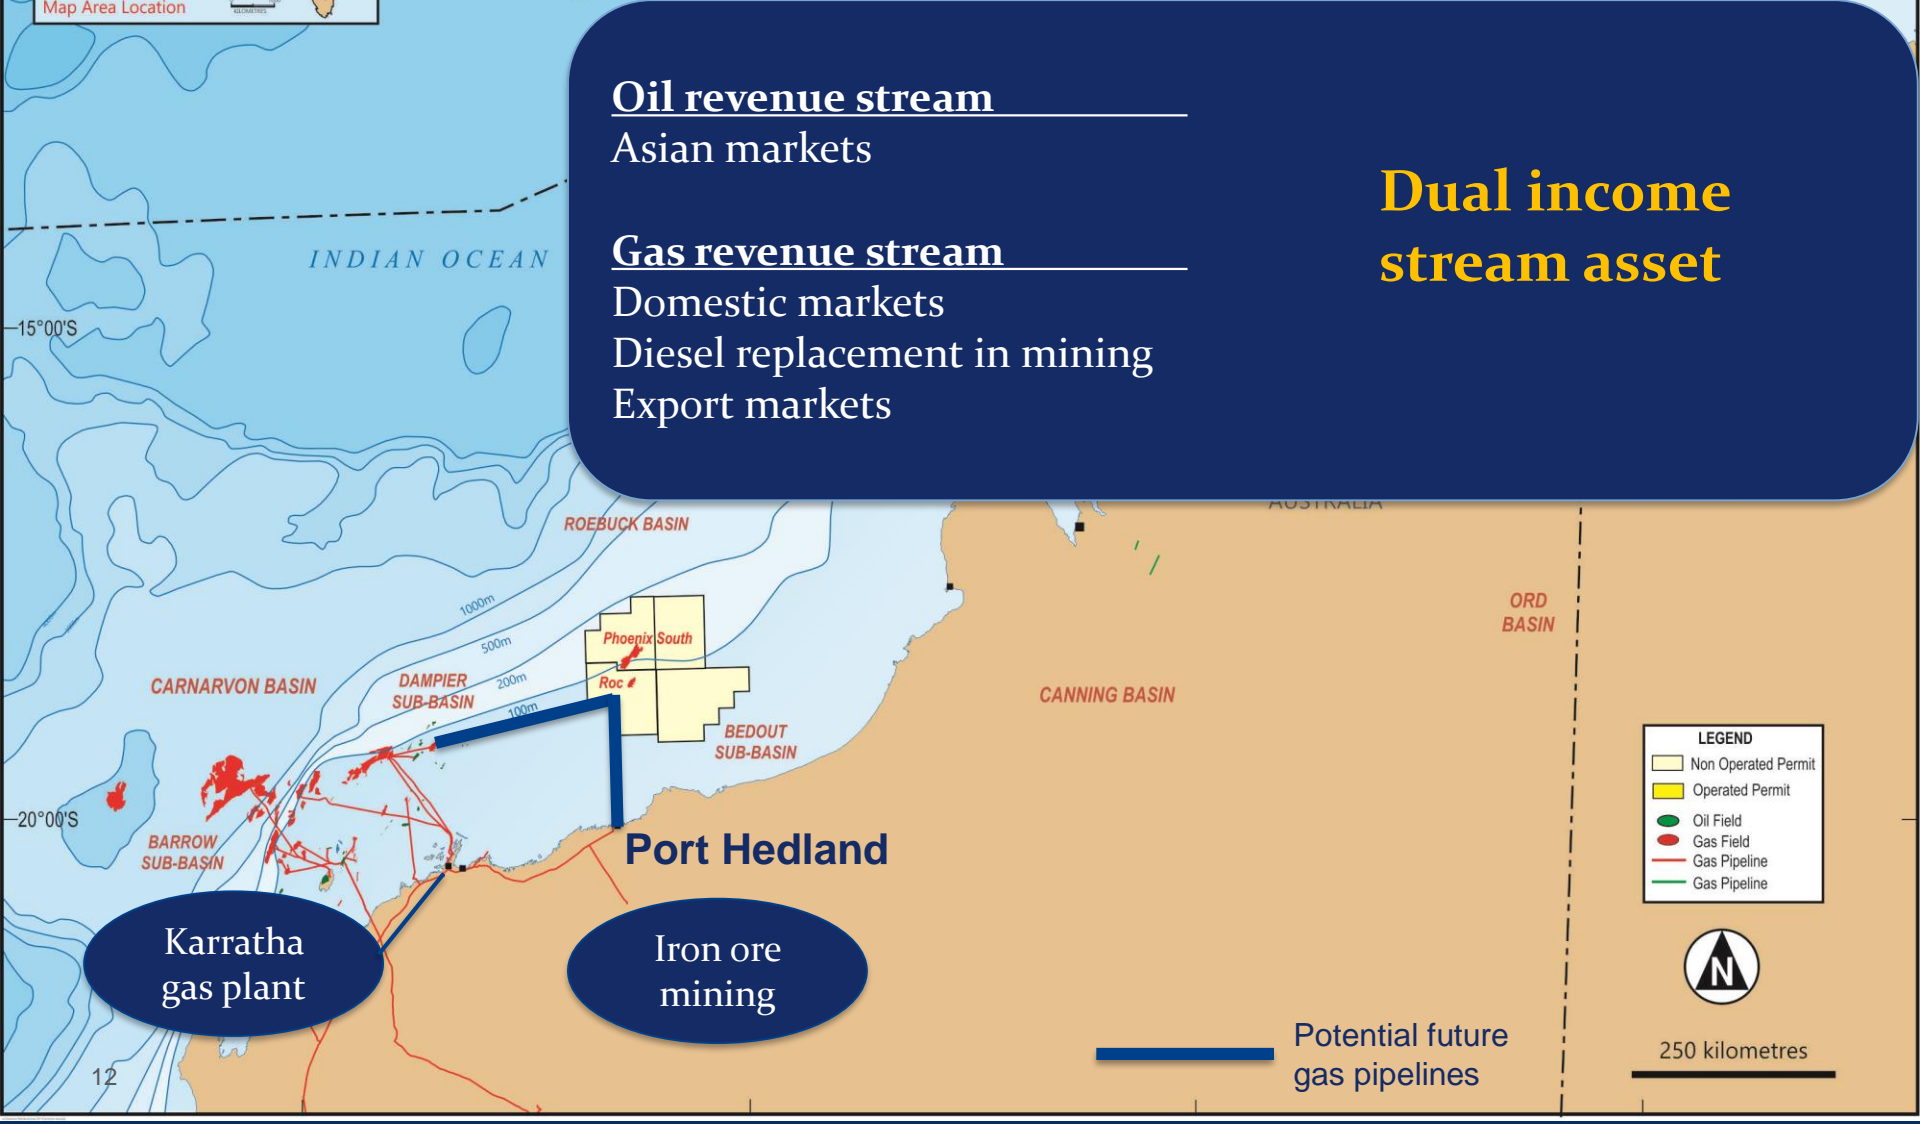 Map Area Location
KILOMETRES
Oil revenue stream
Asian markets
Gas revenue stream
Domestic markets
Diesel replacement in mining
Export markets
Dual income
stream asset
INDIAN OCEAN
15°00'S
AUSTRALIA
ROEBUCK BASIN
1000m
500m
200m
100m
Phoenix South
Roc
CARNARVON BASIN
DAMPIER
SUB-BASIN
BEDOUT
SUB-BASIN
CANNING BASIN
ORD
BASIN
20°00'S
BARROW
SUB-BASIN
Port Hedland
Karratha
gas plant
Iron ore
mining
LEGEND
Non Operated Permit
Operated Permit
Oil Field
Gas Field
Gas Pipeline
Gas Pipeline
N
Potential future
gas pipelines
250 kilometres
12